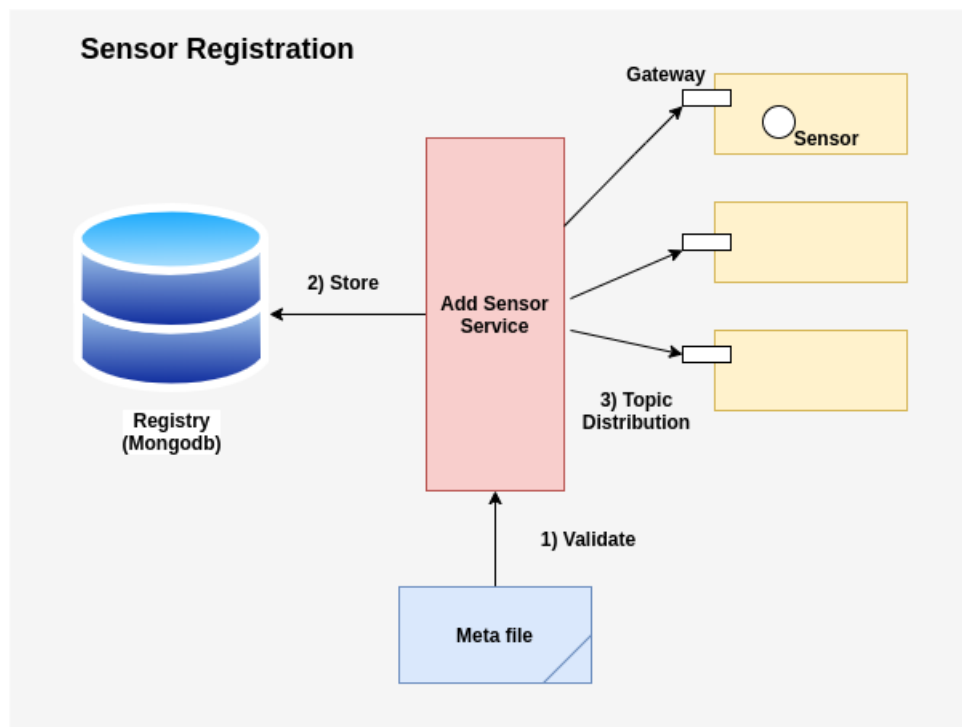 Sensor Registration
Gateway
Sensor
2) Store
Add Sensor
Service
3) Topic
Distribution
Registry
(Mongodb)
1) Validate
Meta file